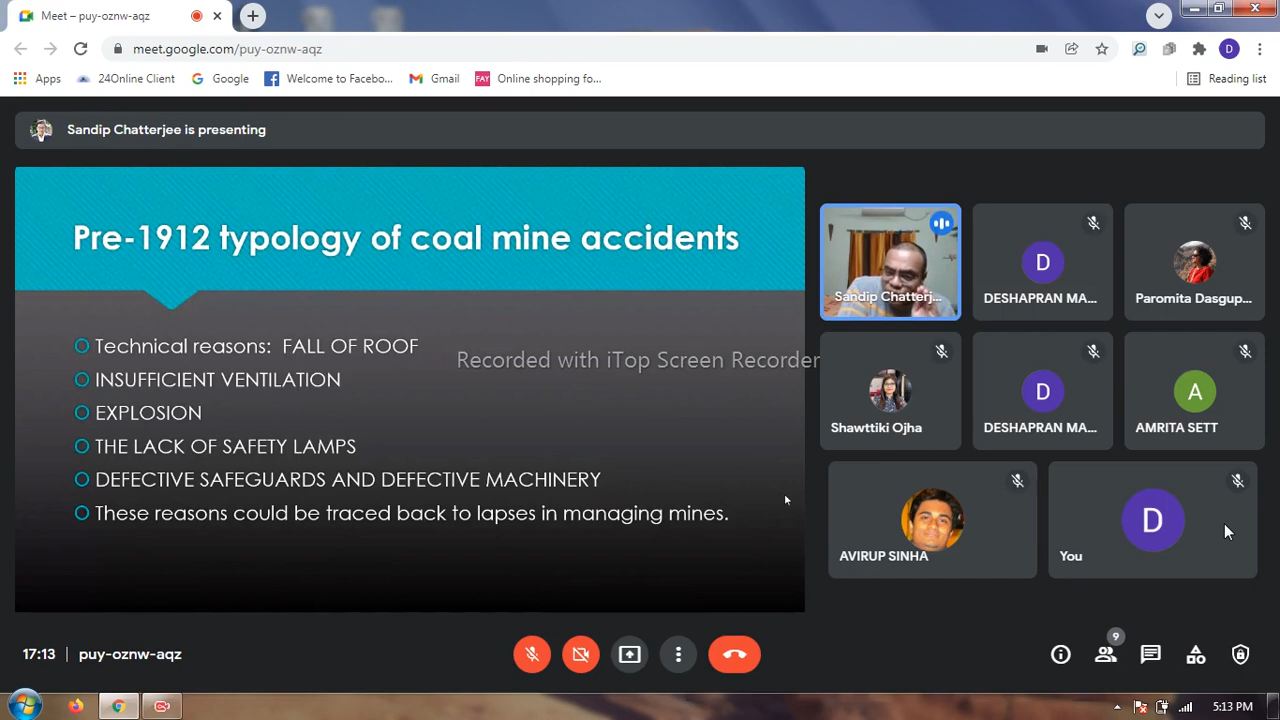 Meet – puy-oznw-aqz
meet.google.com/puy-oznw-aqz
D
Apps
24Online Client
G Google
Welcome to Facebo...
Gmail
FAY Online shopping fo...
Reading list
Sandip Chatterjee is presenting
Pre-1912 typology of coal mine accidents
Technical reasons: FALL OF ROOF
INSUFFICIENT VENTILATION
EXPLOSION
THE LACK OF SAFETY LAMPS
DEFECTIVE SAFEGUARDS AND DEFECTIVE MACHINERY
These reasons could be traced back to lapses in managing mines.
Recorded with iTop Screen Recorder
Sandip Chatterj...
D
DESHAPRAN MA...
Paromita Dasgup...
Shawttiki Ojha
D
DESHAPRAN MA...
A
AMRITA SETT
AVIRUP SINHA
D
You
17:13 | puy-oznw-aqz
9
5:13 PM